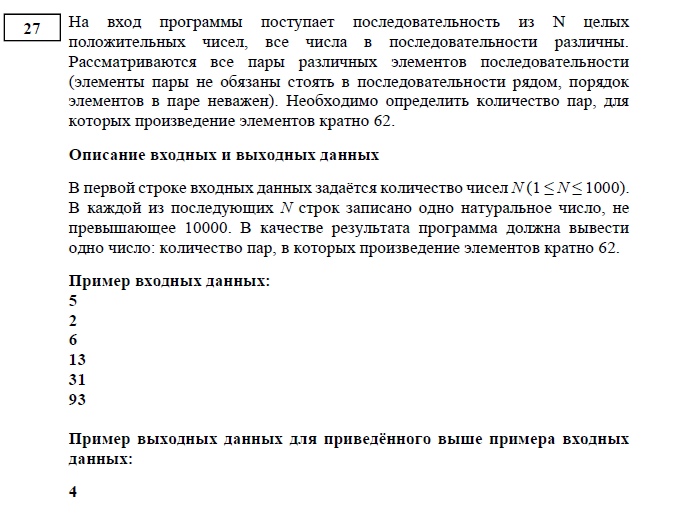 27
На вход программы поступает последовательность из N целых
положительных чисел, все числа в последовательности различны.
Рассматриваются все пары различных элементов последовательности
(элементы пары не обязаны стоять в последовательности рядом, порядок
элементов в паре неважен). Необходимо определить количество пар, для
которых произведение элементов кратно 62.
Описание входных и выходных данных
В первой строке входных данных задаётся количество чисел N (1 ≤ N ≤ 1000).
В каждой из последующих N строк записано одно натуральное число, не
превышающее 10000. В качестве результата программа должна вывести
одно число: количество пар, в которых произведение элементов кратно 62.
Пример входных данных:
5
2
6
13
31
93
Пример выходных данных для приведённого выше примера входных
данных:
4